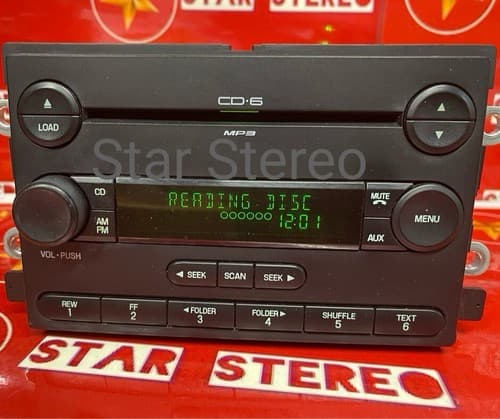 STAR STEREO
CD·6
LOAD
MP3
Star Stereo
CD
READING DISC
12:01
MUTE
MENU
AM
FM
AUX
VOL - PUSH
SEEK
SCAN
SEEK
REW
1
FF
2
FOLDER
3
FOLDER
4
SHUFFLE
5
TEXT
6
STAR STEREO